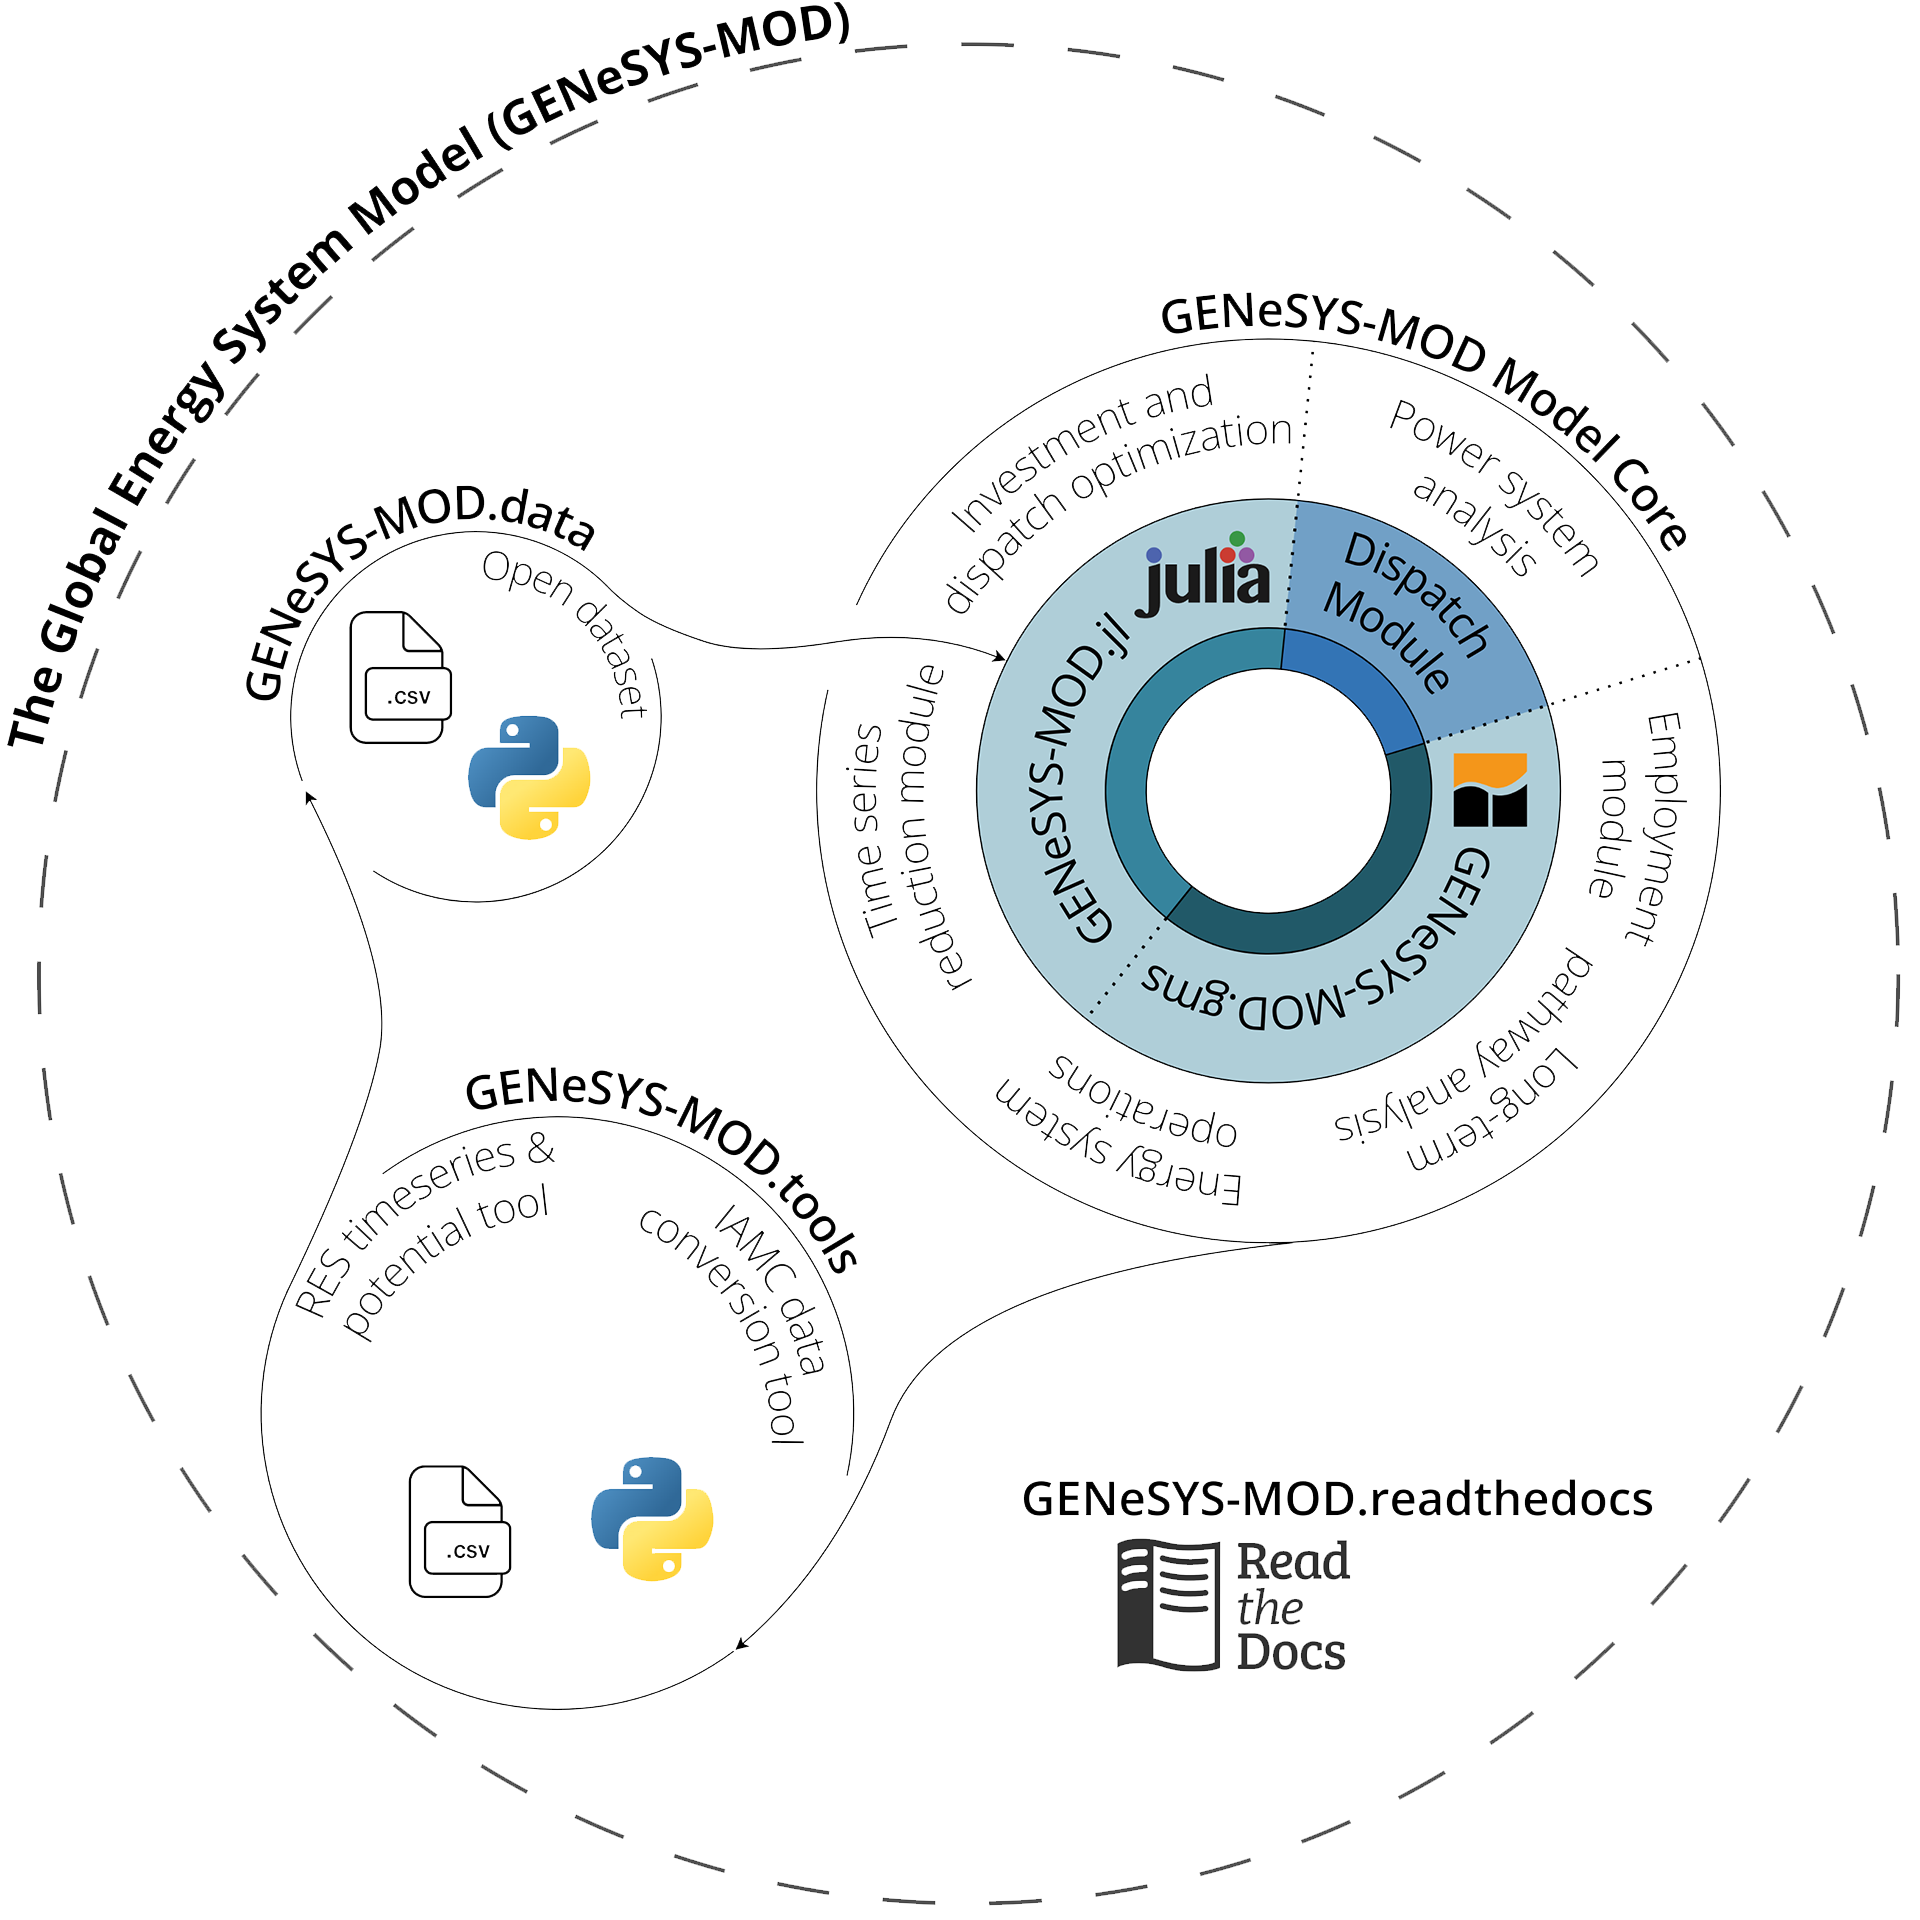 The Global Energy System Model (GENeSYS-MOD)
GENeSYS-MOD.data
Open dataset
.csv
GENeSYS-MOD Model Core
Investment and
dispatch optimization
Power system
analysis
julia
Dispatch
Module
GENeSYS-MOD.jl
Time series
reduction module
Employment
module
GENeSYS-MOD.gms
Long-term
pathway analysis
Energy system
operations
GENeSYS-MOD.tools
RES timeseries &
potential tool
IAMC data
conversion tool
.csv
GENeSYS-MOD.readthedocs
Read
the
Docs